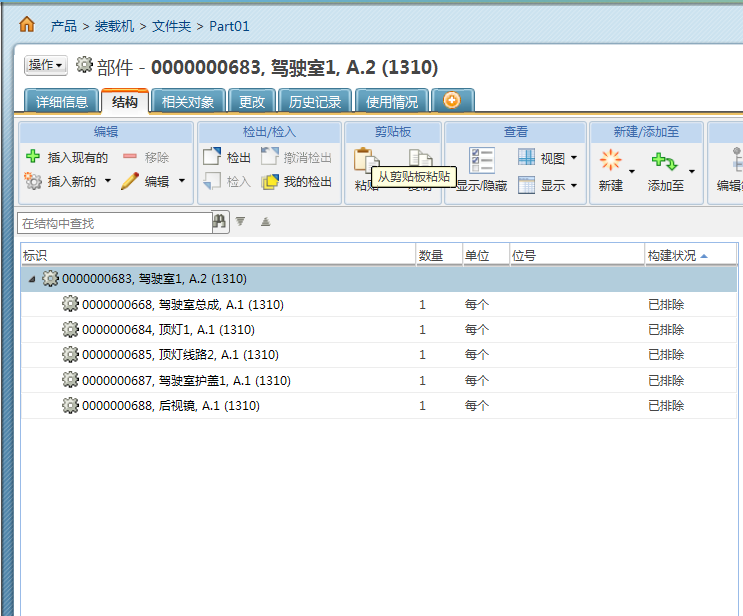 产品 > 装载机 > 文件夹 > Part01
操作 部件 - 0000000683, 驾驶室1, A.2 (1310)
详细信息 结构 相关对象 更改 历史记录 使用情况
编辑 检出/检入 剪贴板 查看 新建/添加至
插入现有的 移除 检出 撤消检出 视图
插入新的 编辑 检入 我的检出 粘贴 显示/隐藏 显示 新建 添加至 编辑
从剪贴板粘贴
在结构中查找
标识 数量 单位 位号 构建状况
0000000683, 驾驶室1, A.2 (1310)
0000000668, 驾驶室总成, A.1 (1310) 1 每个 已排除
0000000684, 顶灯1, A.1 (1310) 1 每个 已排除
0000000685, 顶灯线路2, A.1 (1310) 1 每个 已排除
0000000687, 驾驶室护盖1, A.1 (1310) 1 每个 已排除
0000000688, 后视镜, A.1 (1310) 1 每个 已排除